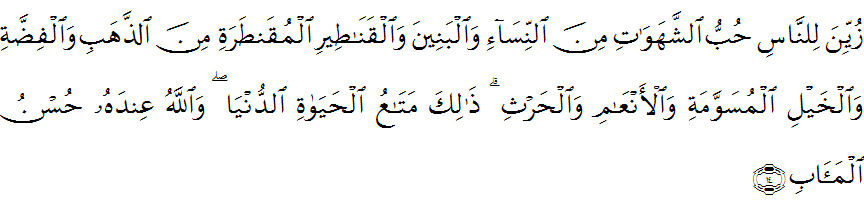 زُيِّنَ لِلنَّاسِ حُبُّ ٱلشَّهَوَٰتِ مِنَ ٱلنِّسَآءِ وَٱلْبَنِينَ وَٱلْقَنَٰطِيرِ ٱلْمُقَنطَرَةِ مِنَ ٱلذَّهَبِ وَٱلْفِضَّةِ
وَٱلْخَيْلِ ٱلْمُسَوَّمَةِ وَٱلْأَنْعَٰمِ وَٱلْحَرْثِ ۗ ذَٰلِكَ مَتَٰعُ ٱلْحَيَوٰةِ ٱلدُّنْيَا ۖ وَٱللَّهُ عِندَهُۥ حُسْنُ
ٱلْمَـَٔابِ ﴿١٤﴾